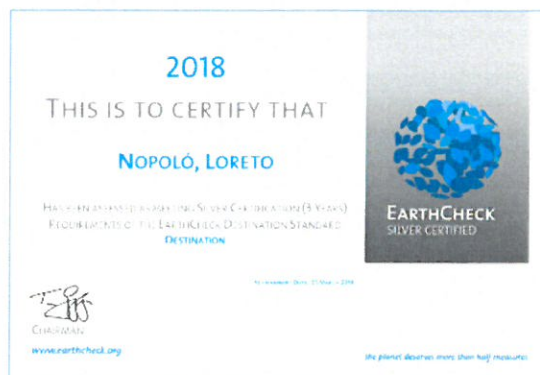 2018
THIS IS TO CERTIFY THAT
NOPOLÓ, LORETO
HAS BEEN ASSESSED AS MEETING SILVER CERTIFICATION (3 YEARS)
REQUIREMENTS OF THE EARTHCHECK DESTINATION STANDARD
DESTINATION
CHAIRMAN
www.earthcheck.org
EARTHCHECK
SILVER CERTIFIED
the planet deserves more than half measures